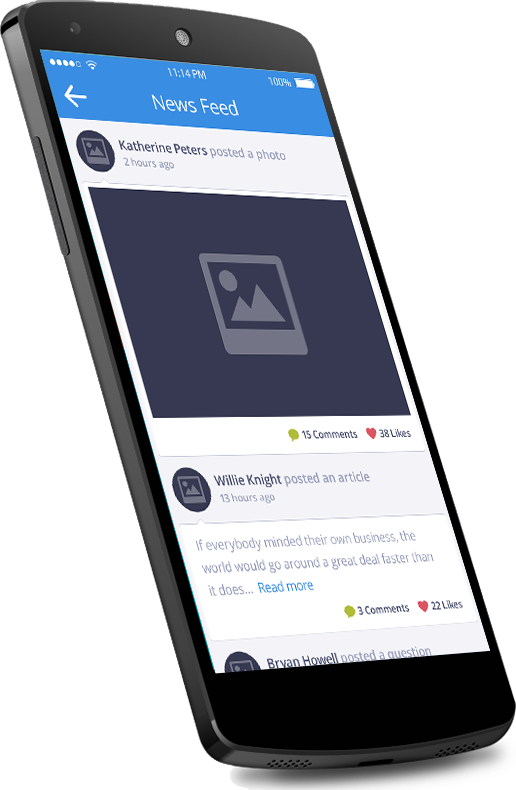 11:14 PM
100%
News Feed
Katherine Peters posted a photo
2 hours ago
15 Comments 38 Likes
Willie Knight posted an article
13 hours ago
If everybody minded their own business, the
world would go around a great deal faster than
it does... Read more
3 Comments 22 Likes
Bryan Howell posted a question